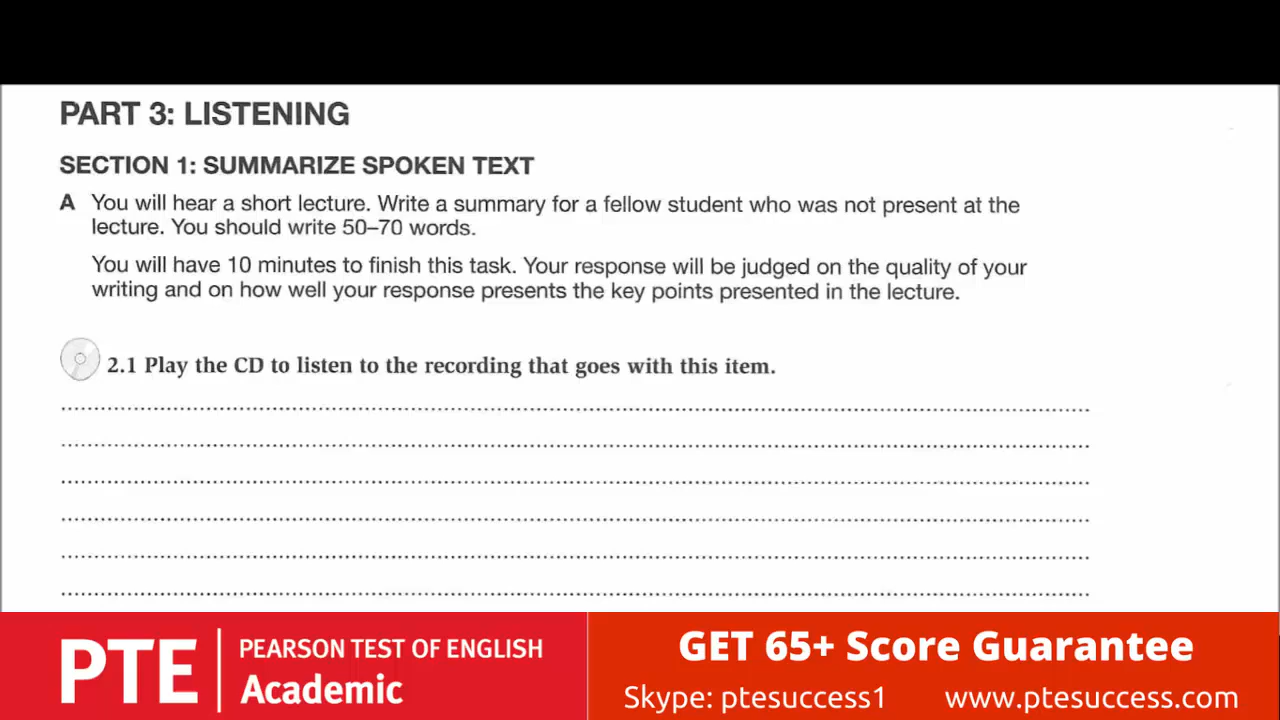 PART 3: LISTENING
SECTION 1: SUMMARIZE SPOKEN TEXT
A You will hear a short lecture. Write a summary for a fellow student who was not present at the
lecture. You should write 50–70 words.
You will have 10 minutes to finish this task. Your response will be judged on the quality of your
writing and on how well your response presents the key points presented in the lecture.
2.1 Play the CD to listen to the recording that goes with this item.
PTE
PEARSON TEST OF ENGLISH
Academic
GET 65+ Score Guarantee
Skype: ptesuccess1 www.ptesuccess.com